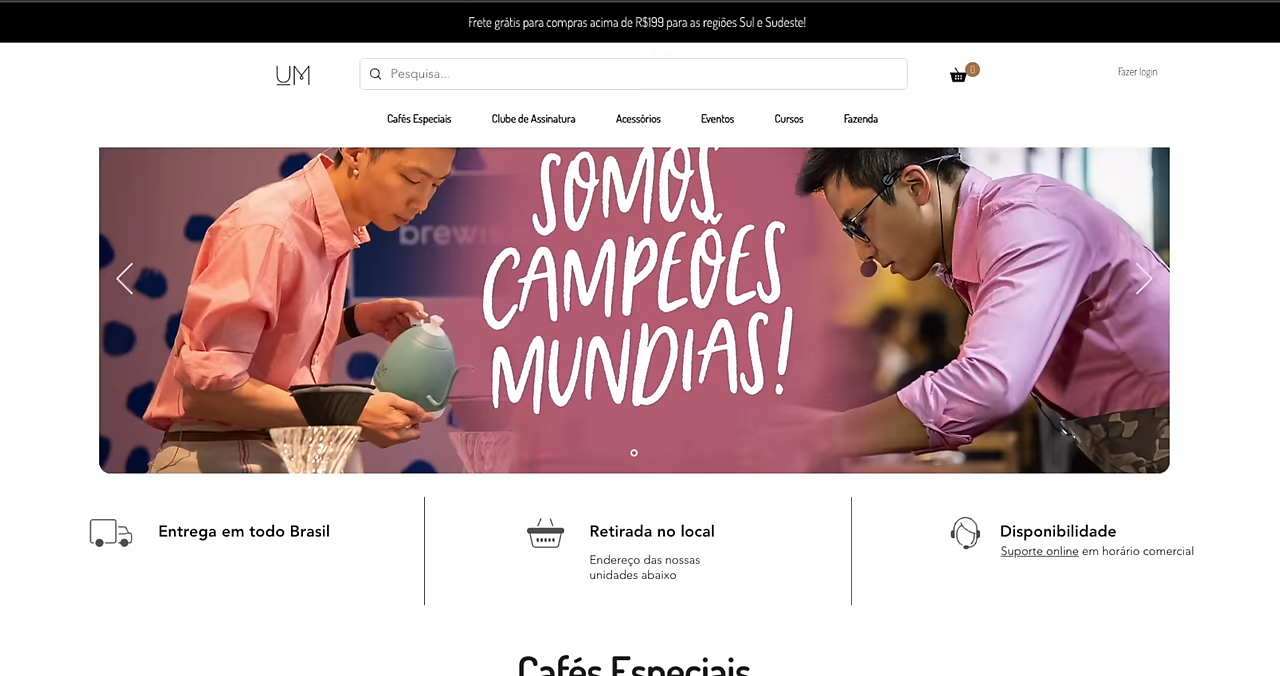 Frete grátis para compras acima de R$199 para as regiões Sul e Sudeste!
UM
Pesquisa...
0
Fazer login
Cafés Especiais
Clube de Assinatura
Acessórios
Eventos
Cursos
Fazenda
SOMOS
CAMPEÕES
MUNDIAS!
Entrega em todo Brasil
Retirada no local
Endereço das nossas
unidades abaixo
Disponibilidade
Suporte online em horário comercial
Cafés Especiais